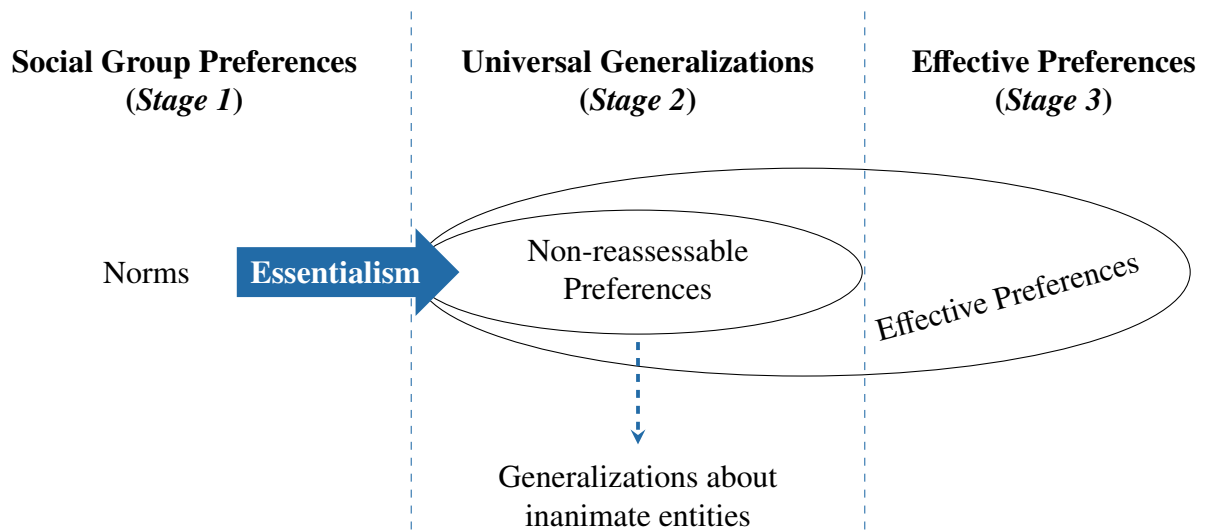 Social Group Preferences
(Stage 1)
Universal Generalizations
(Stage 2)
Effective Preferences
(Stage 3)
Norms
Essentialism
Non-reassessable
Preferences
Effective Preferences
Generalizations about
inanimate entities